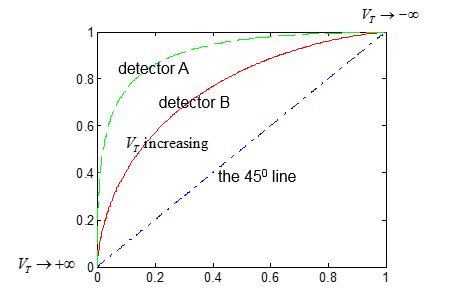 V_T → −∞
1
detector A
0.8
detector B
0.6
V_T increasing
0.4
the 45⁰ line
0.2
V_T → +∞
0
0 0.2 0.4 0.6 0.8 1